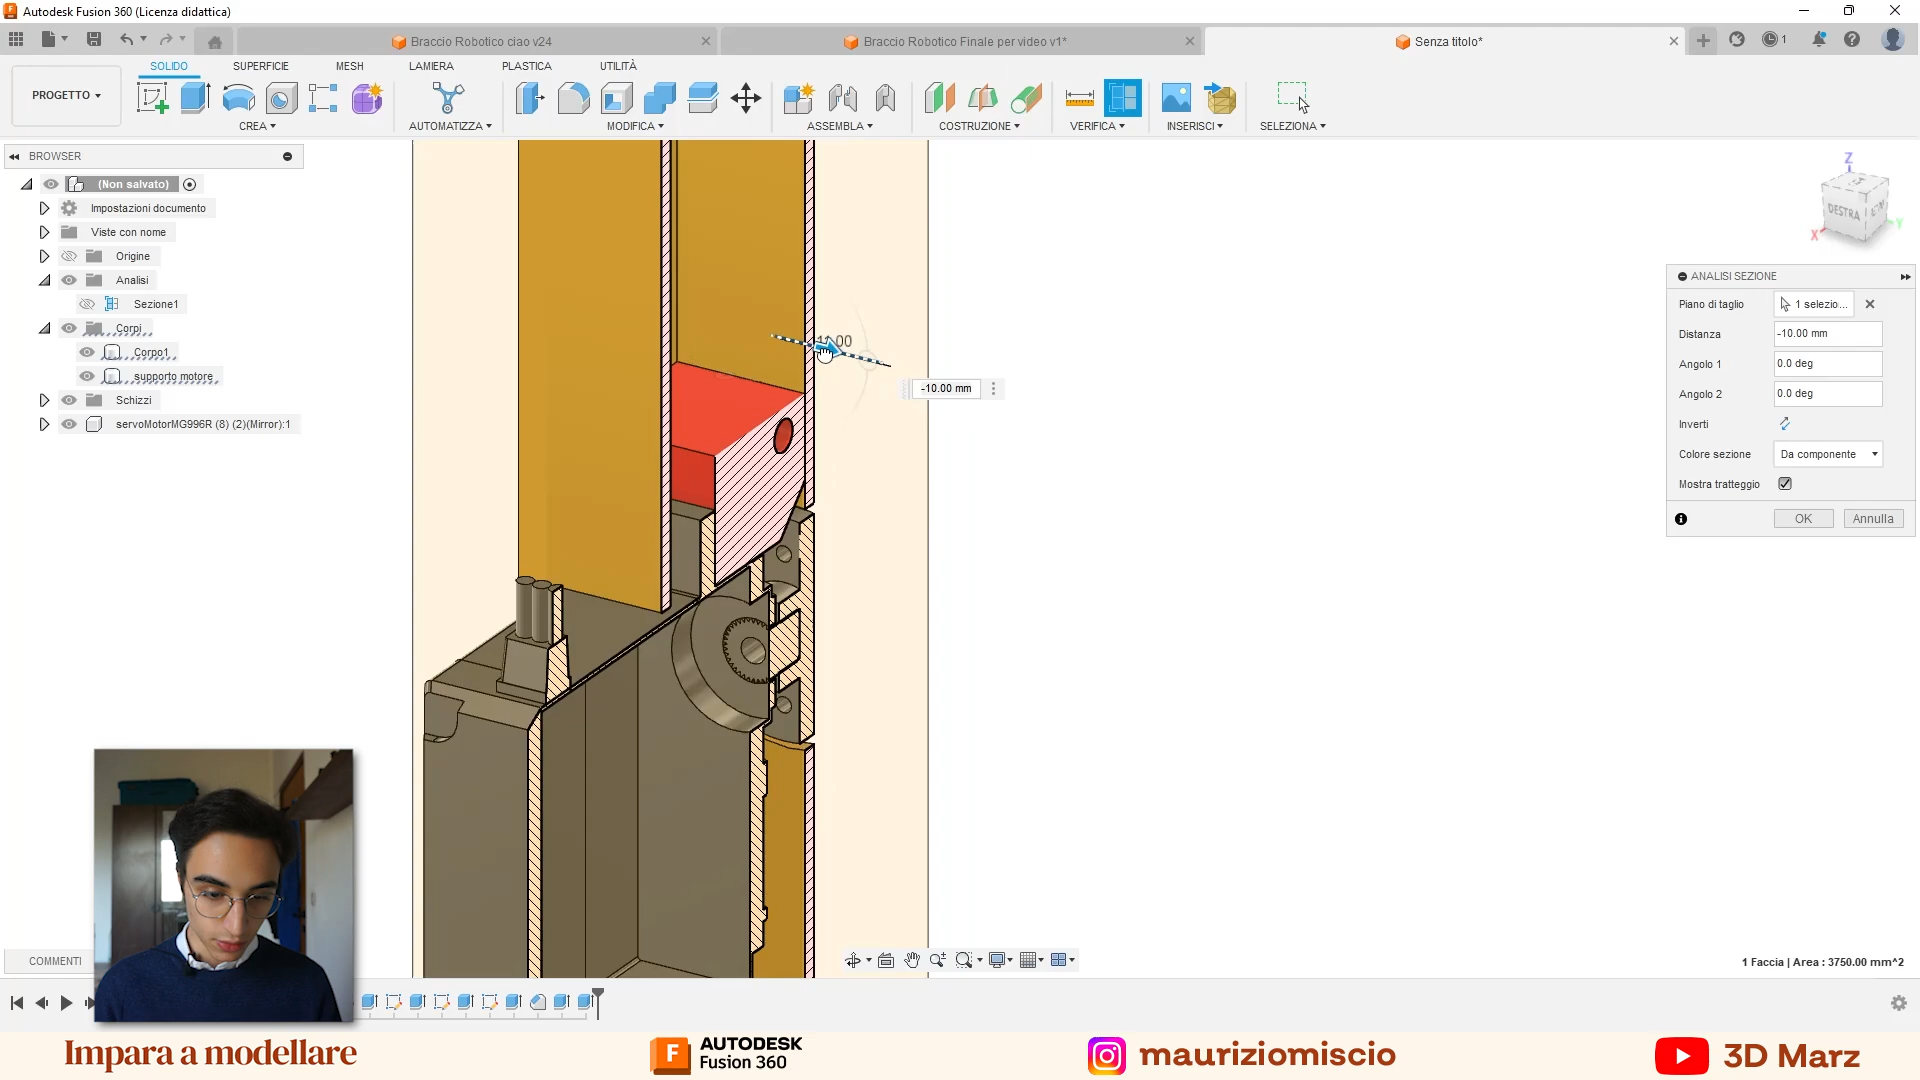 Autodesk Fusion 360 (Licenza didattica)
Braccio Robotico ciao v24
Braccio Robotico Finale per video v1*
Senza titolo*
1
PROGETTO
SOLIDO
SUPERFICIE
MESH
LAMIERA
PLASTICA
UTILITÀ
CREA
AUTOMATIZZA
MODIFICA
ASSEMBLA
COSTRUZIONE
VERIFICA
INSERISCI
SELEZIONA
BROWSER
(Non salvato)
Impostazioni documento
Viste con nome
Origine
Analisi
Sezione1
Corpi
Corpo1
supporto motore
Schizzi
servoMotorMG996R (8) (2)(Mirror):1
Z
DESTRA
X
Y
-10.00 mm
ANALISI SEZIONE
Piano di taglio
1 selezio...
Distanza
-10.00 mm
Angolo 1
0.0 deg
Angolo 2
0.0 deg
Inverti
Colore sezione
Da componente
Mostra tratteggio
OK
Annulla
COMMENTI
1 Faccia | Area : 3750.00 mm^2
Impara a modellare
F
AUTODESK
Fusion 360
mauriziomiscio
3D Marz